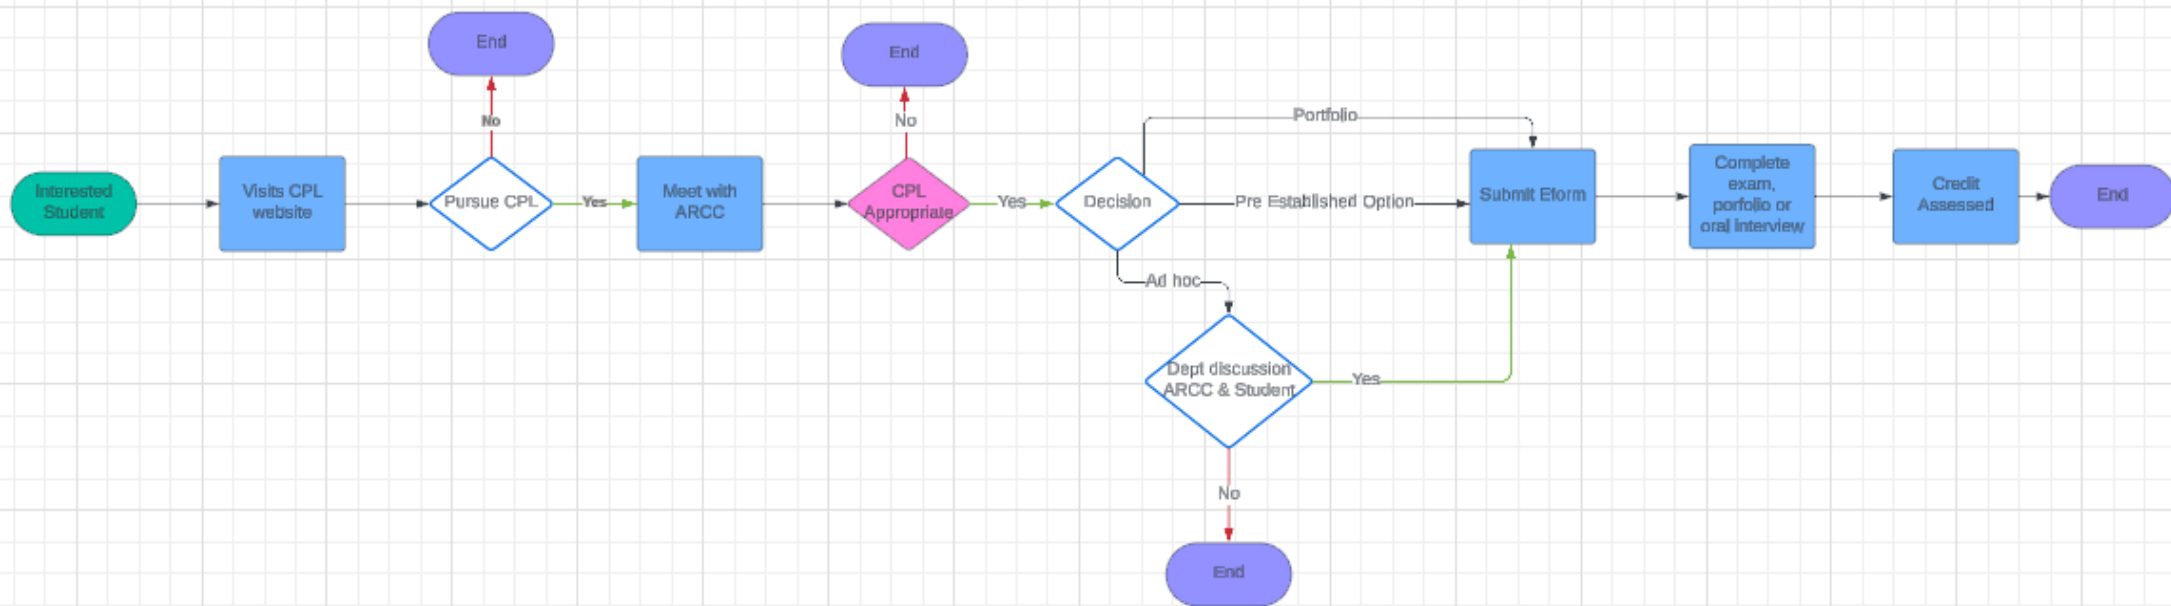 End
End
No
No
Portfolio
Interested
Student
Visits CPL
website
Pursue CPL
Yes
Meet with
ARCC
CPL
Appropriate
Yes
Decision
Pre Established Option
Submit Eform
Complete
exam,
porfolio or
oral interview
Credit
Assessed
End
Ad hoc
Dept discussion
ARCC & Student
Yes
No
End